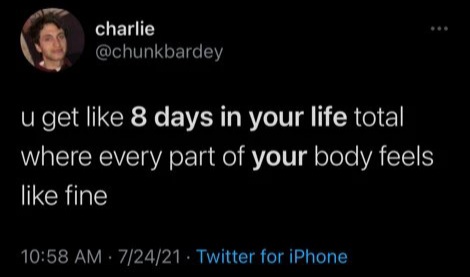 charlie
@chunkbardey
u get like 8 days in your life total
where every part of your body feels
like fine
10:58 AM · 7/24/21 · Twitter for iPhone